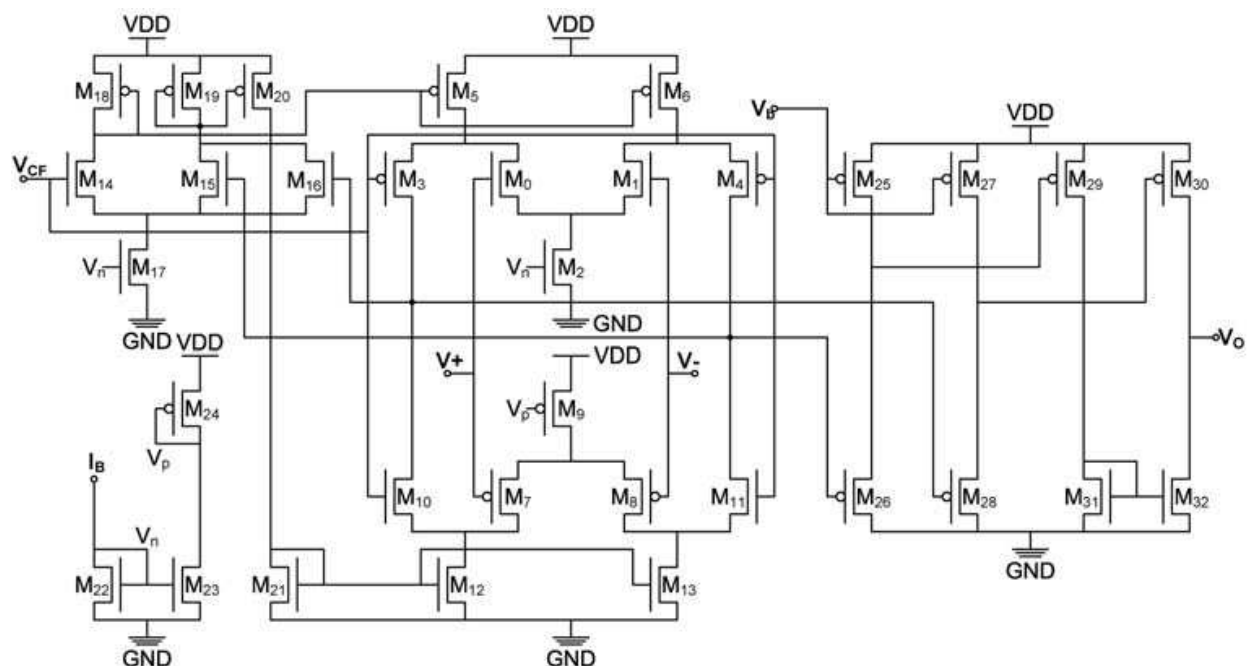 VDD
VDD
M18
M19
M20
M5
M6
VB
VDD
VCF
M14
M15
M16
M3
M0
M1
M4
M25
M27
M29
M30
Vn
M17
Vn
M2
GND
GND
VDD
VDD
V+
V-
VO
M24
Vp
M9
Vp
IB
M10
M7
M8
M11
M26
M28
M31
M32
Vn
GND
M22
M23
M21
M12
M13
GND
GND